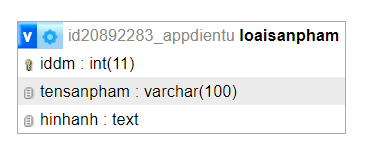 v id20892283_appdientu loaisanpham
iddm : int(11)
tensanpham : varchar(100)
hinhanh : text